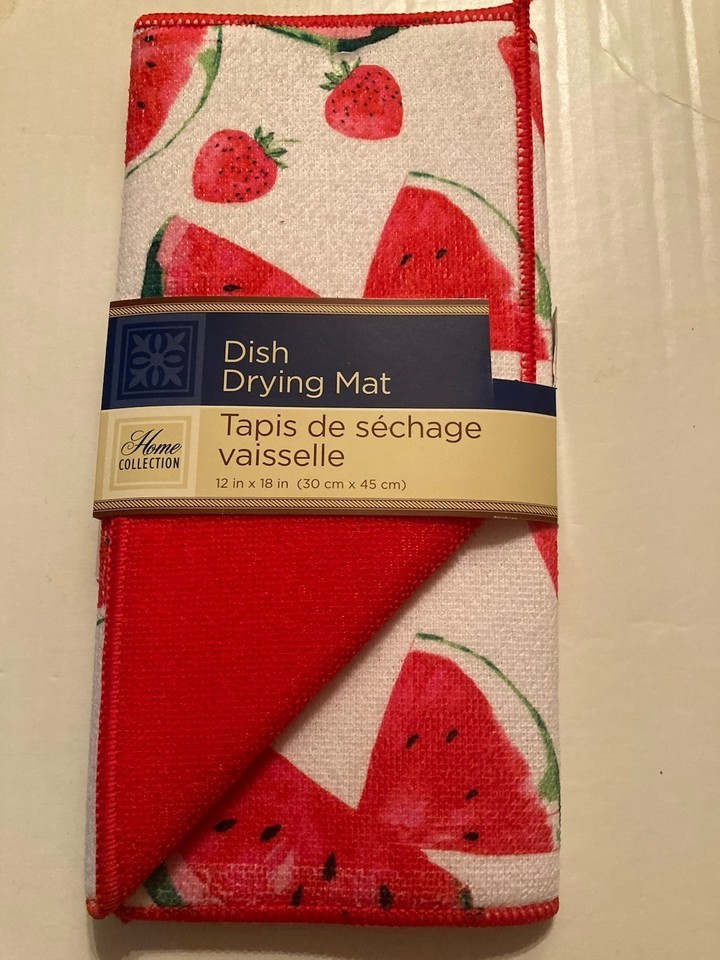 Dish
Drying Mat
Home
COLLECTION
Tapis de séchage
vaisselle
12 in x 18 in (30 cm x 45 cm)